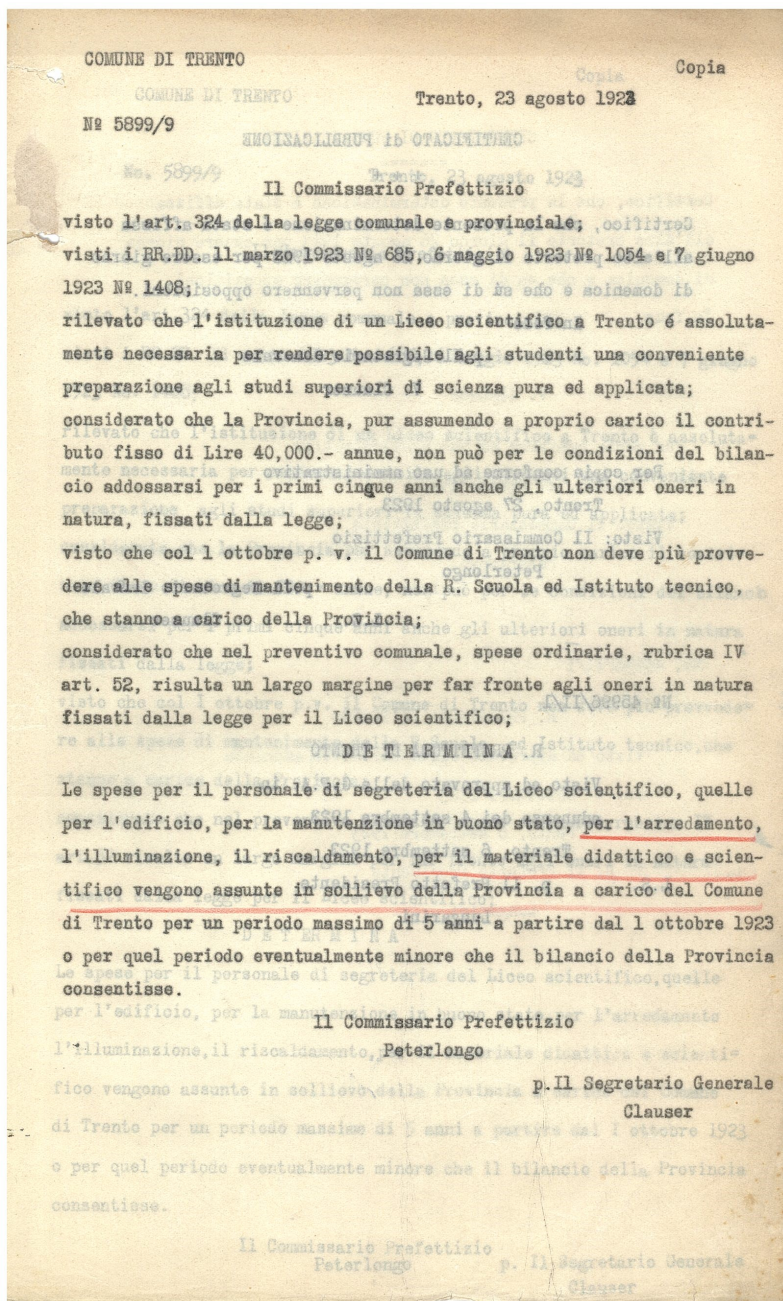 COMUNE DI TRENTO
Copia
Trento, 23 agosto 1923
Nº 5899/9
Il Commissario Prefettizio
visto l'art. 324 della legge comunale e provinciale;
visti i RR.DD. 11 marzo 1923 Nº 685, 6 maggio 1923 Nº 1054 e 7 giugno
1923 Nº 1408;
rilevato che l'istituzione di un Liceo scientifico a Trento é assoluta-
mente necessaria per rendere possibile agli studenti una conveniente
preparazione agli studi superiori di scienza pura ed applicata;
considerato che la Provincia, pur assumendo a proprio carico il contri-
buto fisso di Lire 40,000.- annue, non può per le condizioni del bilan-
cio addossarsi per i primi cinque anni anche gli ulteriori oneri in
natura, fissati dalla legge;
visto che col 1 ottobre p. v. il Comune di Trento non deve più provve-
dere alle spese di mantenimento della R. Scuola ed Istituto tecnico,
che stanno a carico della Provincia;
considerato che nel preventivo comunale, spese ordinarie, rubrica IV
art. 52, risulta un largo margine per far fronte agli oneri in natura
fissati dalla legge per il Liceo scientifico;
D E T E R M I N A
Le spese per il personale di segreteria del Liceo scientifico, quelle
per l'edificio, per la manutenzione in buono stato, per l'arredamento,
l'illuminazione, il riscaldamento, per il materiale didattico e scien-
tifico vengono assunte in sollievo della Provincia a carico del Comune
di Trento per un periodo massimo di 5 anni a partire dal 1 ottobre 1923
o per quel periodo eventualmente minore che il bilancio della Provincia
consentisse.
Il Commissario Prefettizio
Peterlongo
p.Il Segretario Generale
Clauser